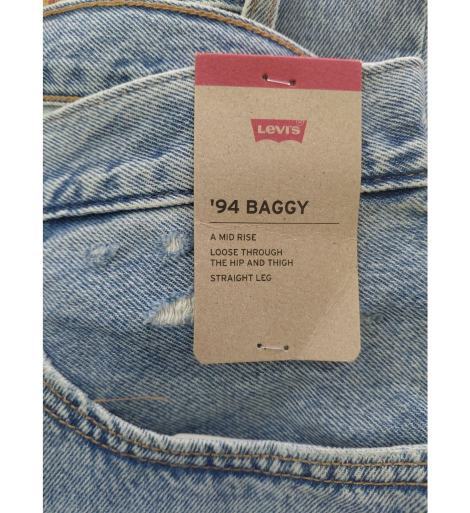 Levi's
'94 BAGGY
A MID RISE
LOOSE THROUGH
THE HIP AND THIGH
STRAIGHT LEG